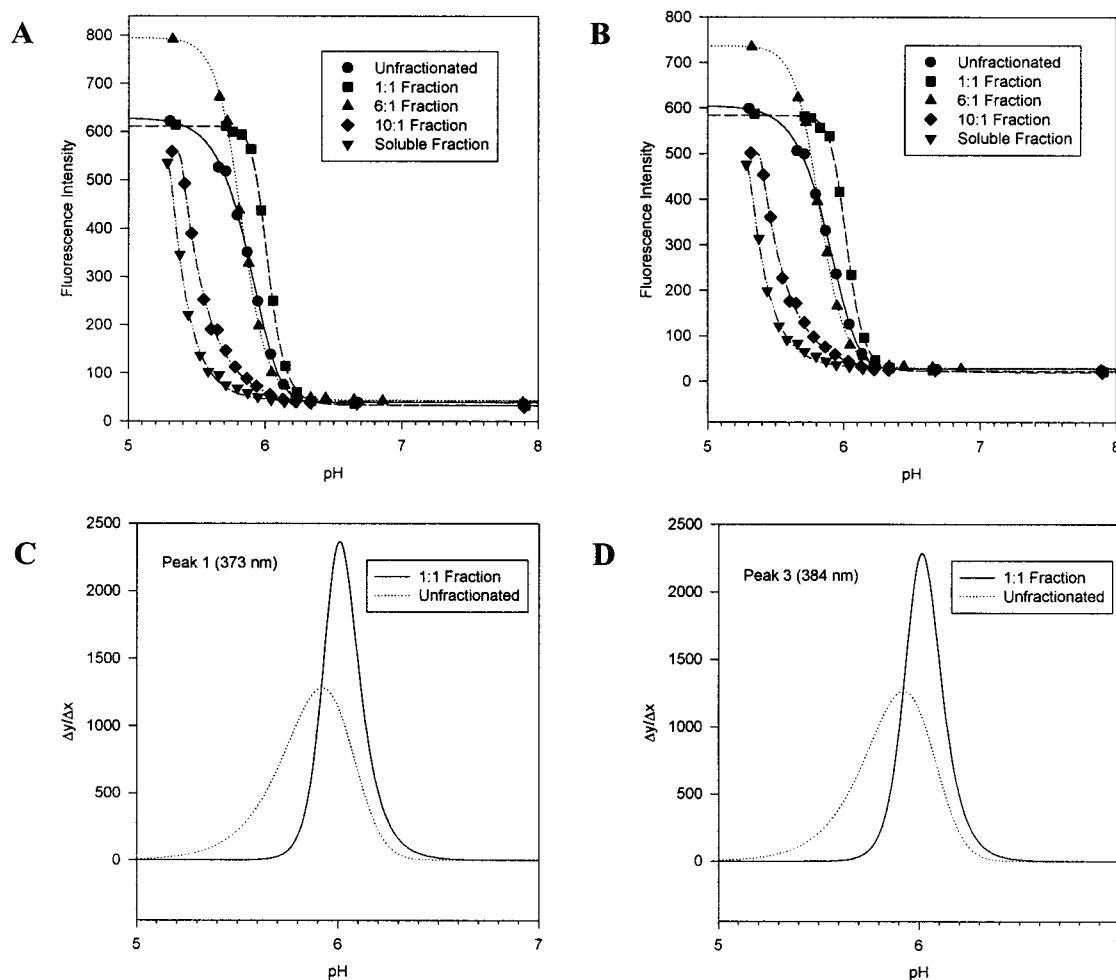 A
Unfractionated
1:1 Fraction
6:1 Fraction
10:1 Fraction
Soluble Fraction
Fluorescence Intensity
800
700
600
500
400
300
200
100
0
5
6
7
8
pH
B
Unfractionated
1:1 Fraction
6:1 Fraction
10:1 Fraction
Soluble Fraction
Fluorescence Intensity
800
700
600
500
400
300
200
100
0
5
6
7
8
pH
C
Peak 1 (373 nm)
1:1 Fraction
Unfractionated
Δy/Δx
2500
2000
1500
1000
500
0
5
6
7
pH
D
Peak 3 (384 nm)
1:1 Fraction
Unfractionated
Δy/Δx
2500
2000
1500
1000
500
0
5
6
pH